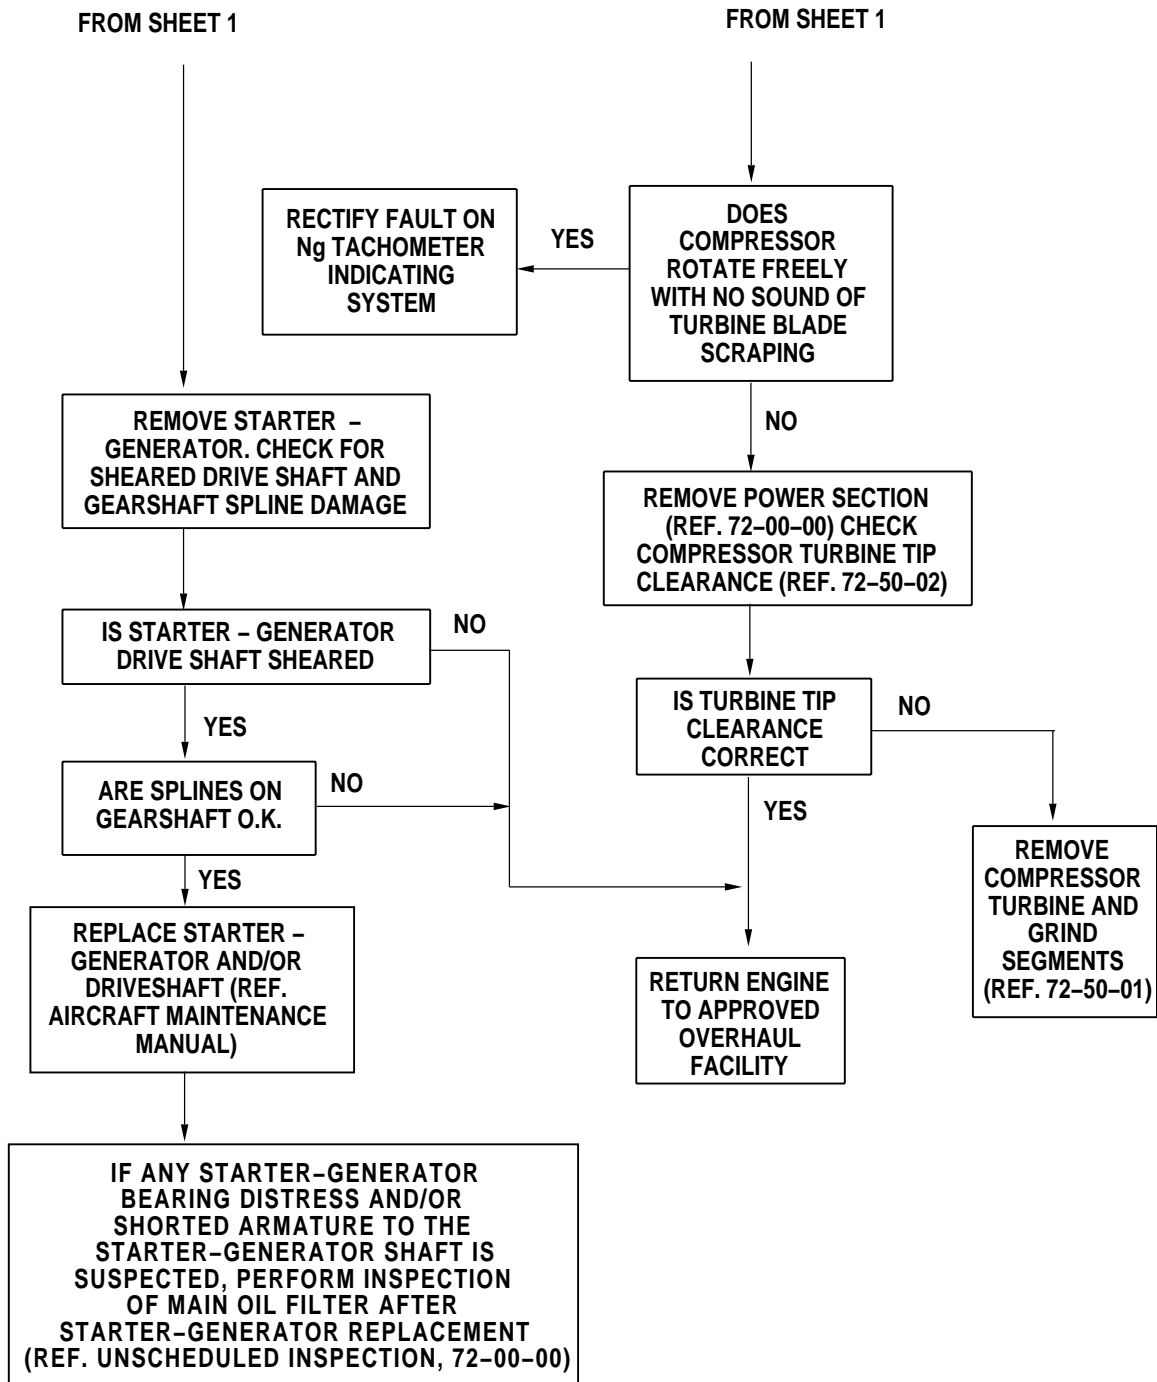 FROM SHEET 1
FROM SHEET 1
DOES
COMPRESSOR
ROTATE FREELY
WITH NO SOUND OF
TURBINE BLADE
SCRAPING
YES
RECTIFY FAULT ON
Ng TACHOMETER
INDICATING
SYSTEM
NO
REMOVE STARTER –
GENERATOR. CHECK FOR
SHEARED DRIVE SHAFT AND
GEARSHAFT SPLINE DAMAGE
REMOVE POWER SECTION
(REF. 72–00–00) CHECK
COMPRESSOR TURBINE TIP
CLEARANCE (REF. 72–50–02)
IS STARTER – GENERATOR
DRIVE SHAFT SHEARED
NO
YES
IS TURBINE TIP
CLEARANCE
CORRECT
NO
YES
ARE SPLINES ON
GEARSHAFT O.K.
NO
YES
REMOVE
COMPRESSOR
TURBINE AND
GRIND
SEGMENTS
(REF. 72–50–01)
REPLACE STARTER –
GENERATOR AND/OR
DRIVESHAFT (REF.
AIRCRAFT MAINTENANCE
MANUAL)
RETURN ENGINE
TO APPROVED
OVERHAUL
FACILITY
IF ANY STARTER–GENERATOR
BEARING DISTRESS AND/OR
SHORTED ARMATURE TO THE
STARTER–GENERATOR SHAFT IS
SUSPECTED, PERFORM INSPECTION
OF MAIN OIL FILTER AFTER
STARTER–GENERATOR REPLACEMENT
(REF. UNSCHEDULED INSPECTION, 72–00–00)